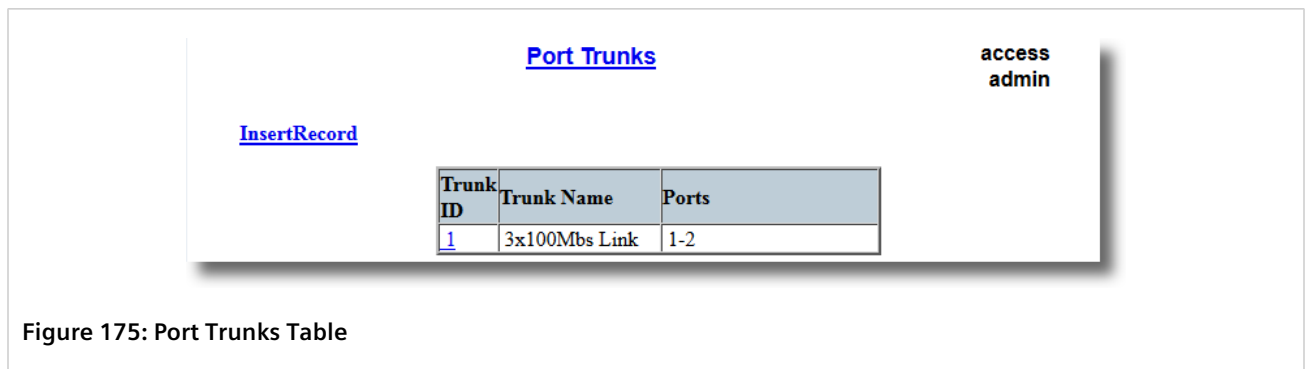 Port Trunks
access
admin
InsertRecord
Trunk ID Trunk Name Ports
1 3x100Mbs Link 1-2
Figure 175: Port Trunks Table